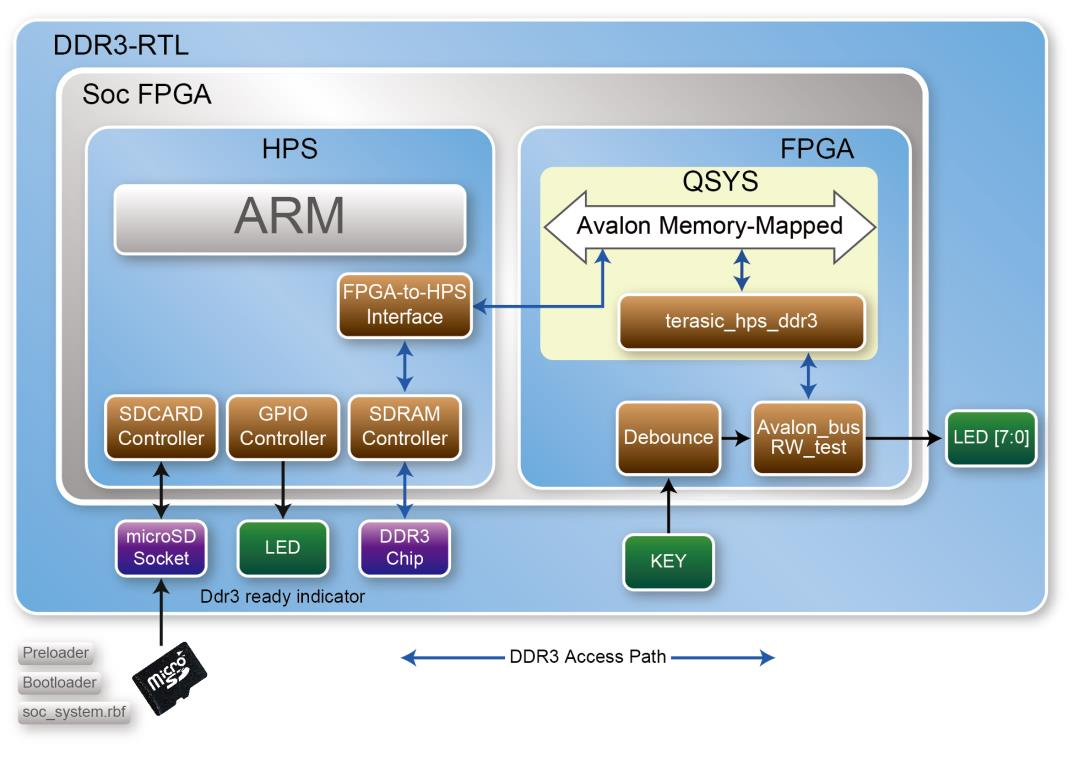 DDR3-RTL
Soc FPGA
HPS
FPGA
ARM
QSYS
Avalon Memory-Mapped
FPGA-to-HPS
Interface
terasic_hps_ddr3
SDCARD
Controller
GPIO
Controller
SDRAM
Controller
Debounce
Avalon_bus
RW_test
LED [7:0]
microSD
Socket
LED
DDR3
Chip
KEY
Ddr3 ready indicator
Preloader
Bootloader
soc_system.rbf
micro
SD
DDR3 Access Path